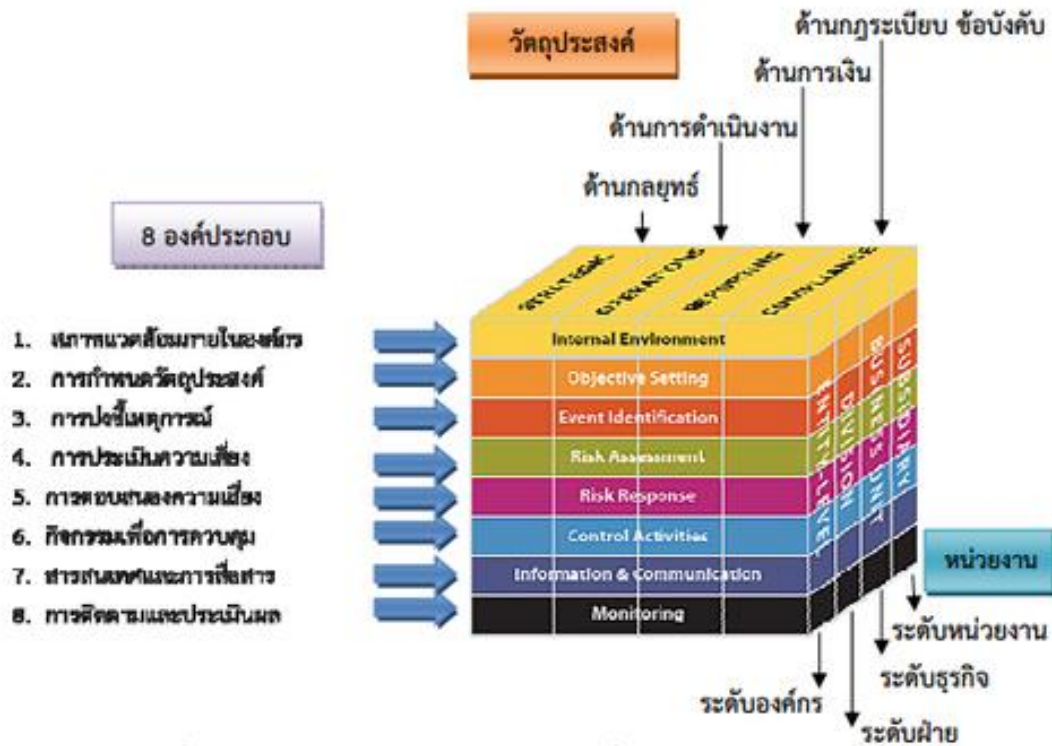 วัตถุประสงค์
ด้านกฎระเบียบ ข้อบังคับ
ด้านการเงิน
ด้านการดำเนินงาน
ด้านกลยุทธ์
8 องค์ประกอบ
STRATEGIC
OPERATIONS
REPORTING
COMPLIANCE
1. สภาพแวดล้อมภายในองค์กร
2. การกำหนดวัตถุประสงค์
3. การบ่งชี้เหตุการณ์
4. การประเมินความเสี่ยง
5. การตอบสนองความเสี่ยง
6. กิจกรรมเพื่อการควบคุม
7. สารสนเทศและการสื่อสาร
8. การติดตามและประเมินผล
Internal Environment
Objective Setting
Event Identification
Risk Assessment
Risk Response
Control Activities
Information & Communication
Monitoring
ENTITY-LEVEL
DIVISION
BUSINESS UNIT
SUBSIDIARY
หน่วยงาน
ระดับหน่วยงาน
ระดับธุรกิจ
ระดับองค์กร
ระดับฝ่าย